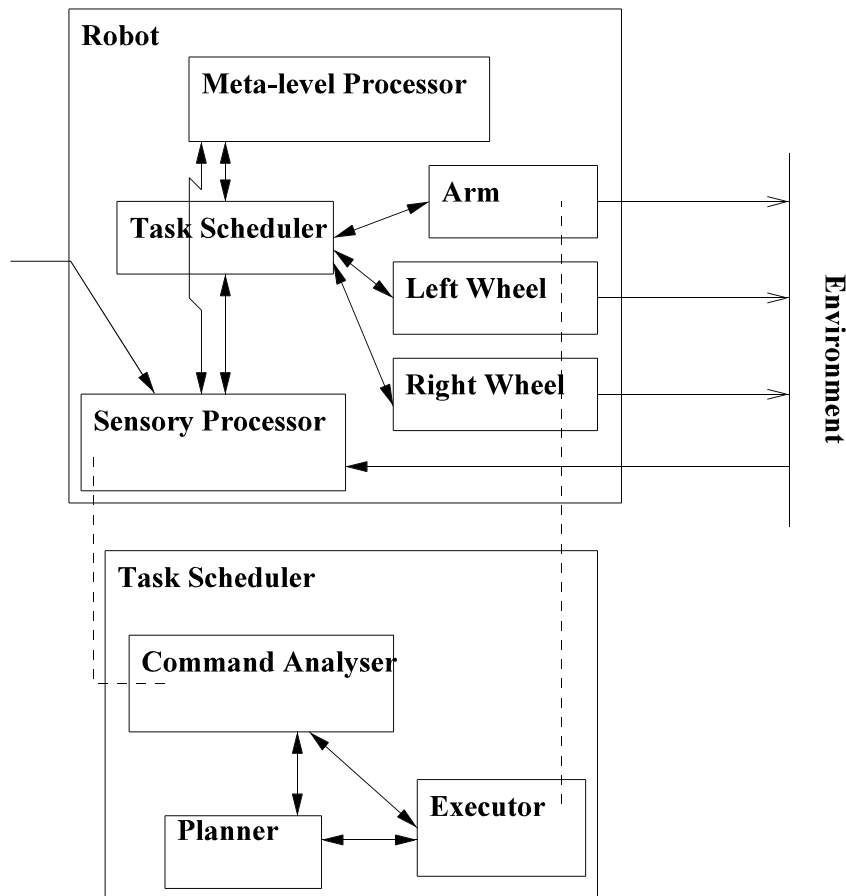 Robot
Meta-level Processor
Arm
Task Scheduler
Left Wheel
Environment
Right Wheel
Sensory Processor
Task Scheduler
Command Analyser
Executor
Planner